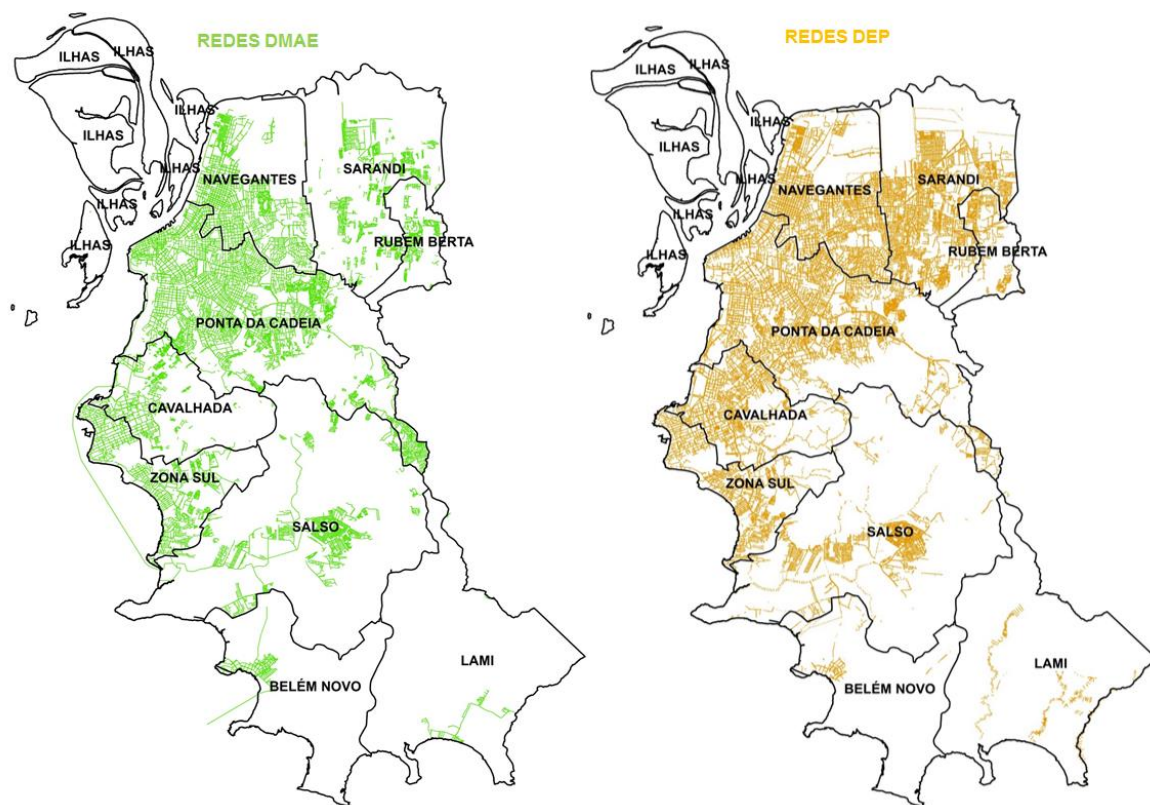 REDES DMAE
ILHAS
ILHAS
ILHAS
ILHAS
ILHAS
ILHAS
ILHAS
NAVEGANTES
SARANDI
RUBEM BERTA
PONTA DA CADEIA
CAVALHADA
ZONA SUL
SALSO
LAMI
BELÉM NOVO
REDES DEP
ILHAS
ILHAS
ILHAS
ILHAS
ILHAS
ILHAS
ILHAS
NAVEGANTES
SARANDI
RUBEM BERTA
PONTA DA CADEIA
CAVALHADA
ZONA SUL
SALSO
LAMI
BELÉM NOVO